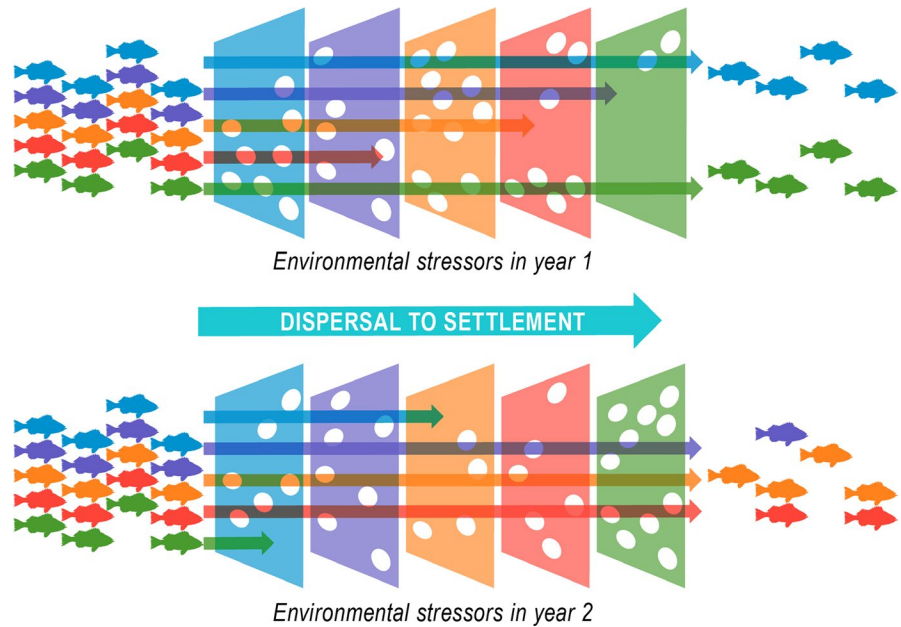 Environmental stressors in year 1
DISPERSAL TO SETTLEMENT
Environmental stressors in year 2